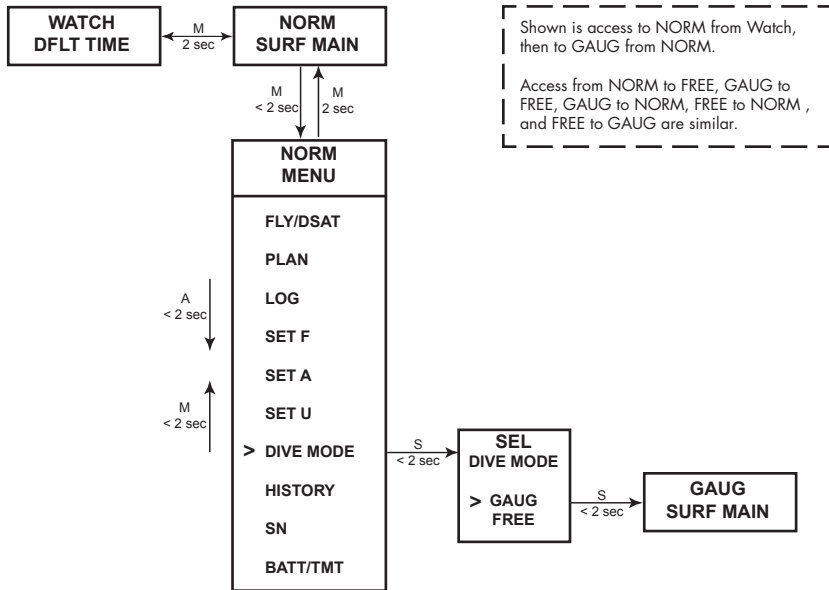 WATCH
DFLT TIME
M
2 sec
NORM
SURF MAIN
Shown is access to NORM from Watch,
then to GAUG from NORM.
Access from NORM to FREE, GAUG to
FREE, GAUG to NORM, FREE to NORM ,
and FREE to GAUG are similar.
M
< 2 sec
M
2 sec
NORM
MENU
FLY/DSAT
PLAN
LOG
SET F
SET A
SET U
> DIVE MODE
HISTORY
SN
BATT/TMT
A
< 2 sec
M
< 2 sec
S
< 2 sec
SEL
DIVE MODE
> GAUG
FREE
S
< 2 sec
GAUG
SURF MAIN